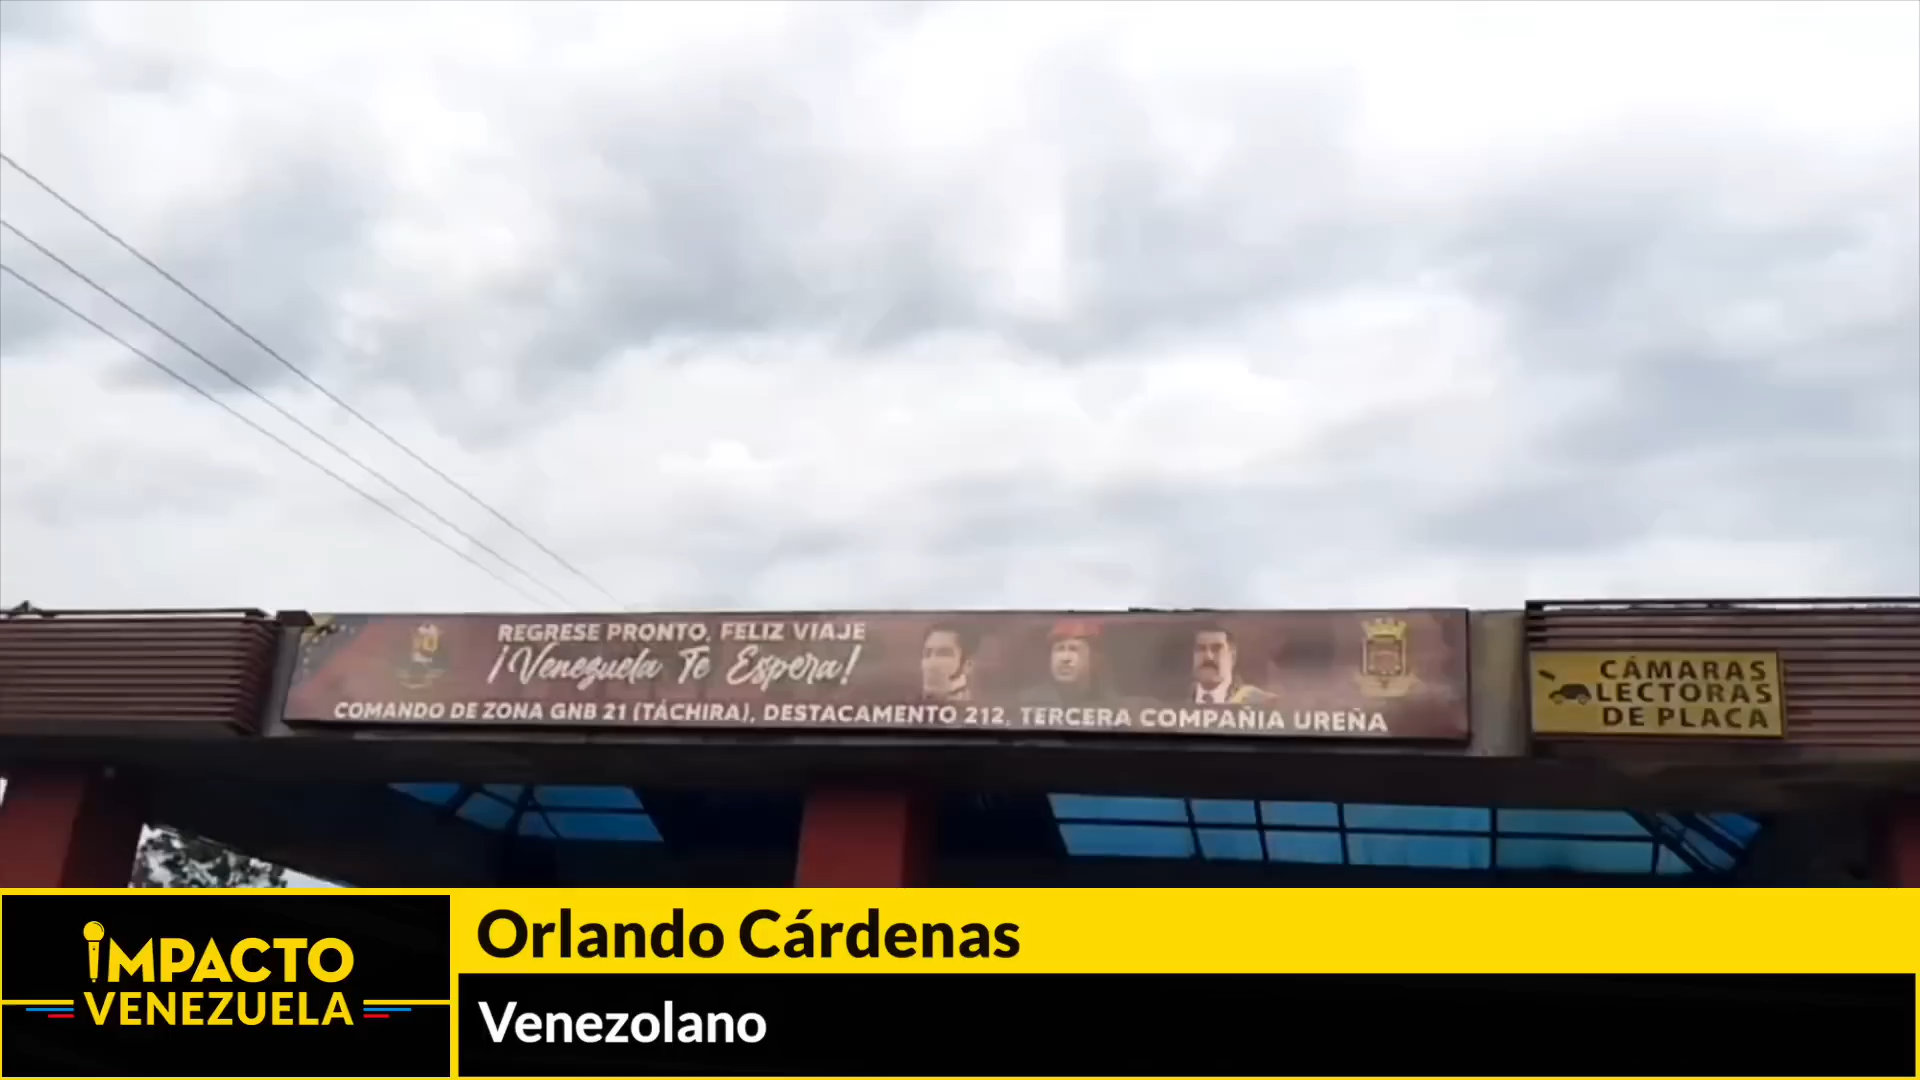 REGRESE PRONTO, FELIZ VIAJE
¡Venezuela Te Espera!
COMANDO DE ZONA GNB 21 (TÁCHIRA), DESTACAMENTO 212, TERCERA COMPAÑIA UREÑA
CÁMARAS
LECTORAS
DE PLACA
IMPACTO
VENEZUELA
Orlando Cárdenas
Venezolano